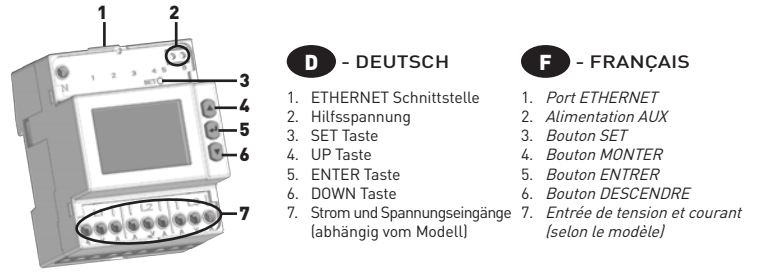 1
2
3
4
5
6
7
N
1 2 3 4 5
SET
L2
D - DEUTSCH
1. ETHERNET Schnittstelle
2. Hilfsspannung
3. SET Taste
4. UP Taste
5. ENTER Taste
6. DOWN Taste
7. Strom und Spannungseingänge
(abhängig vom Modell)
F - FRANÇAIS
1. Port ETHERNET
2. Alimentation AUX
3. Bouton SET
4. Bouton MONTER
5. Bouton ENTRER
6. Bouton DESCENDRE
7. Entrée de tension et courant
(selon le modèle)